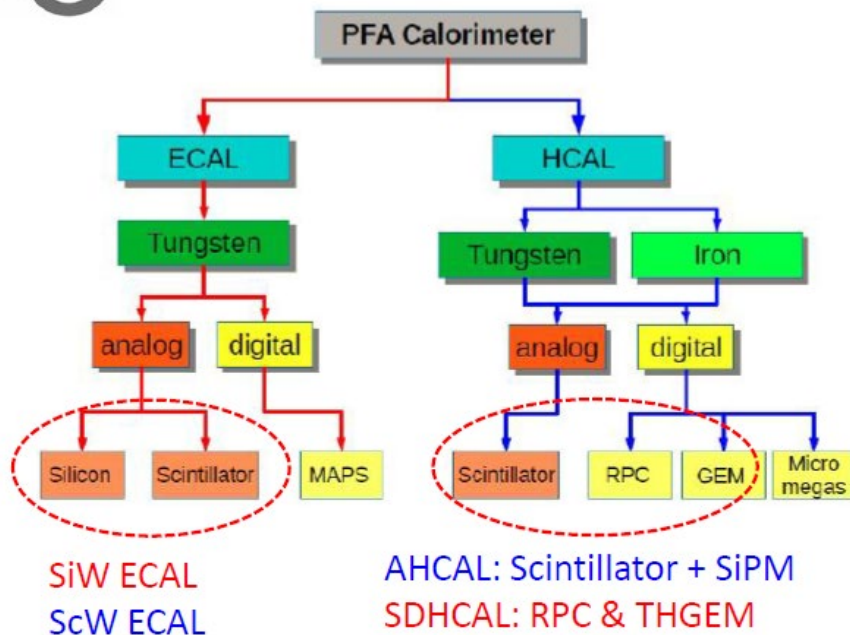 PFA Calorimeter
ECAL
HCAL
Tungsten
Tungsten
Iron
analog
digital
analog
digital
Silicon
Scintillator
MAPS
Scintillator
RPC
GEM
Micro
megas
SiW ECAL
ScW ECAL
AHCAL: Scintillator + SiPM
SDHCAL: RPC & THGEM